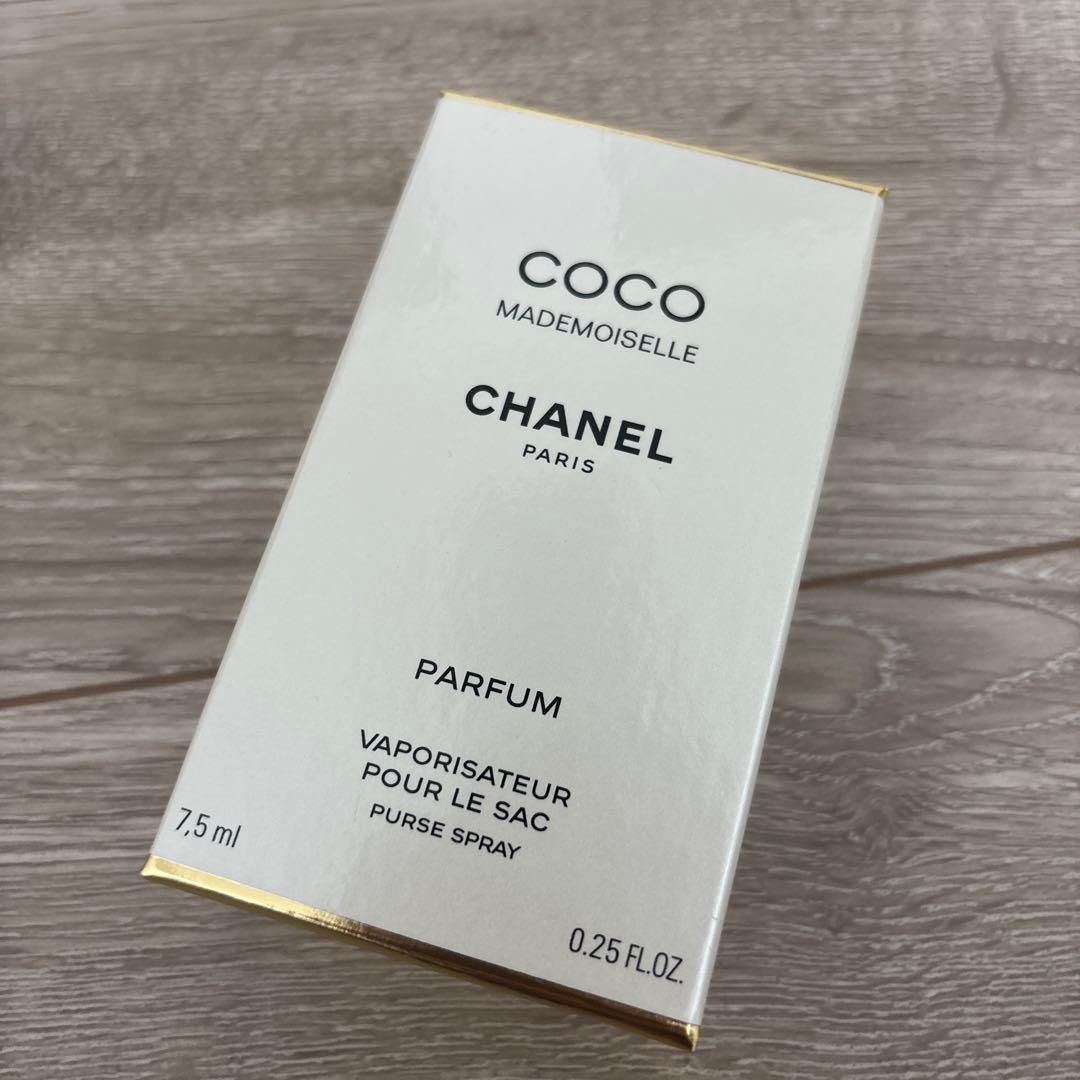 COCO
MADEMOISELLE
CHANEL
PARIS
PARFUM
VAPORISATEUR
POUR LE SAC
PURSE SPRAY
7,5 ml
0.25 FL.OZ.